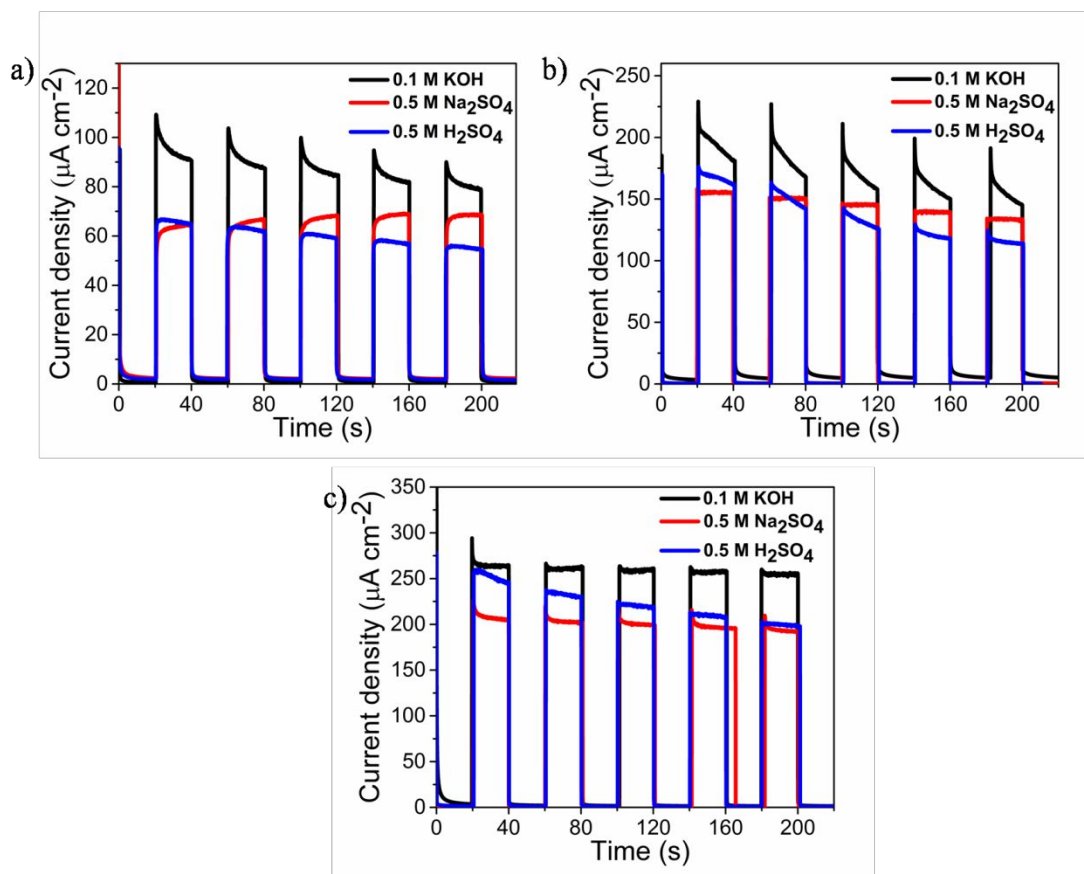 a)
Current density (μA cm-2)
120
100
80
60
40
20
0
0.1 M KOH
0.5 M Na2SO4
0.5 M H2SO4
0 40 80 120 160 200
Time (s)
b)
Current density (μA cm-2)
250
200
150
100
50
0
0.1 M KOH
0.5 M Na2SO4
0.5 M H2SO4
0 40 80 120 160 200
Time (s)
c)
Current density (μA cm-2)
350
300
250
200
150
100
50
0
0.1 M KOH
0.5 M Na2SO4
0.5 M H2SO4
0 40 80 120 160 200
Time (s)